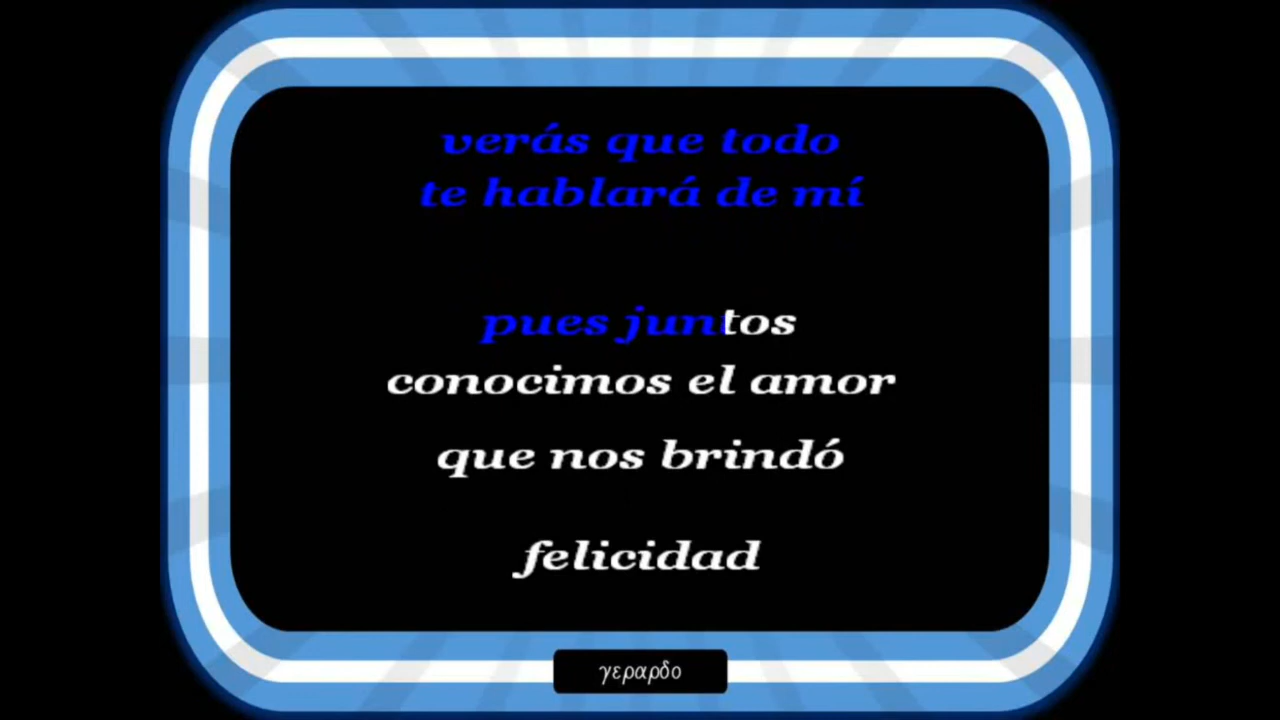 verás que todo
te hablará de mí
pues juntos
conocimos el amor
que nos brindó
felicidad
γεραρδο